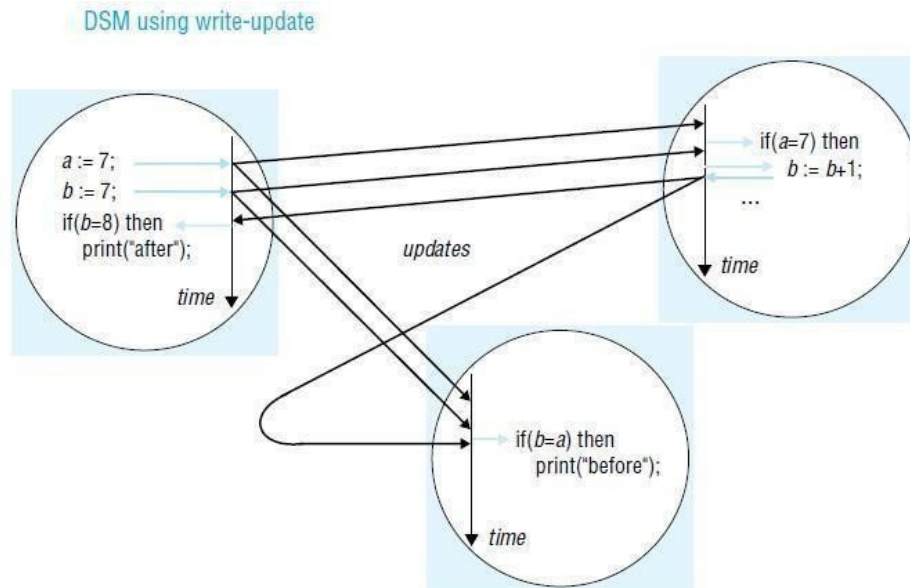 DSM using write-update
a := 7;
b := 7;
if(b=8) then
print("after");
time
updates
if(a=7) then
b := b+1;
...
time
if(b=a) then
print("before");
time